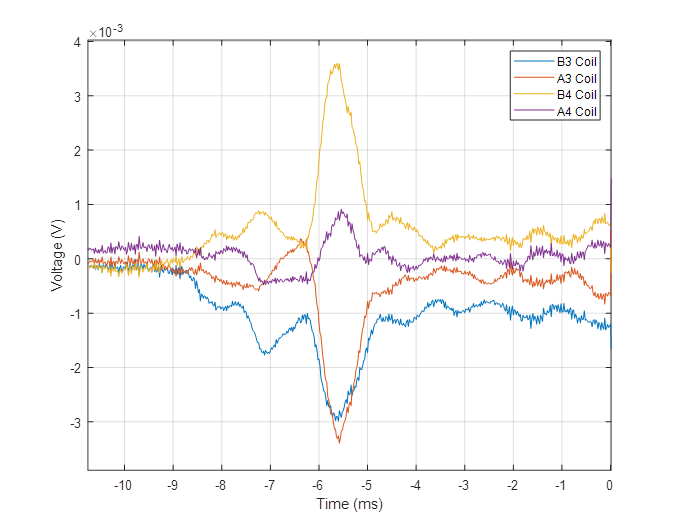 ×10-3
4
3
2
1
0
-1
-2
-3
Voltage (V)
B3 Coil
A3 Coil
B4 Coil
A4 Coil
-10 -9 -8 -7 -6 -5 -4 -3 -2 -1 0
Time (ms)